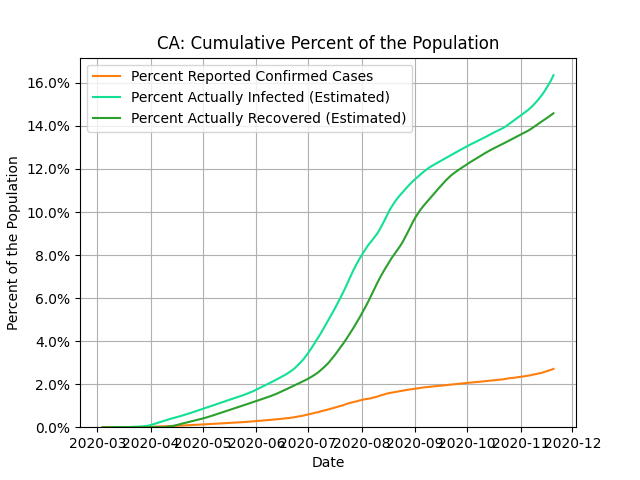 CA: Cumulative Percent of the Population
Percent Reported Confirmed Cases
Percent Actually Infected (Estimated)
Percent Actually Recovered (Estimated)
16.0%
14.0%
12.0%
10.0%
8.0%
6.0%
4.0%
2.0%
0.0%
Percent of the Population
2020-03 2020-04 2020-05 2020-06 2020-07 2020-08 2020-09 2020-10 2020-11 2020-12
Date